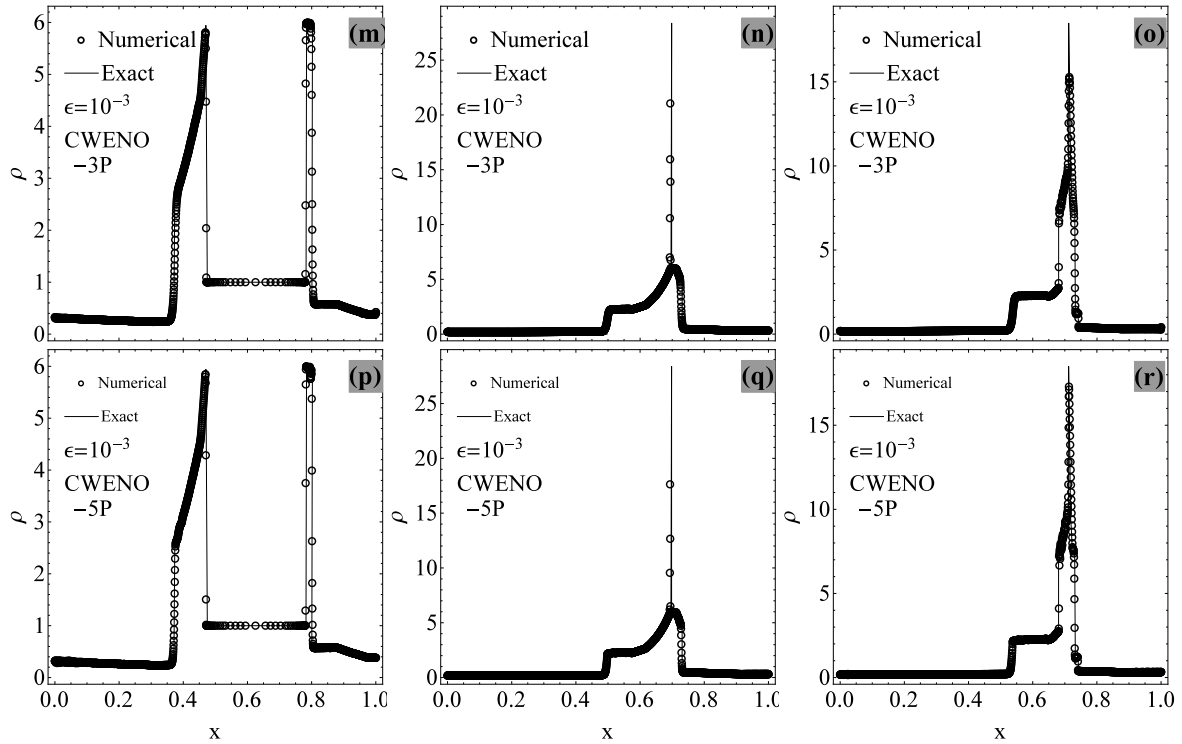 6
5
4
3
2
1
0
ρ
(m)
Numerical
Exact
ϵ=10⁻³
CWENO
−3P
25
20
15
10
5
0
ρ
(n)
Numerical
Exact
ϵ=10⁻³
CWENO
−3P
15
10
5
0
ρ
(o)
Numerical
Exact
ϵ=10⁻³
CWENO
−3P
6
5
4
3
2
1
0
ρ
(p)
Numerical
Exact
ϵ=10⁻³
CWENO
−5P
0.0 0.2 0.4 0.6 0.8 1.0
x
25
20
15
10
5
0
ρ
(q)
Numerical
Exact
ϵ=10⁻³
CWENO
−5P
0.0 0.2 0.4 0.6 0.8 1.0
x
15
10
5
0
ρ
(r)
Numerical
Exact
ϵ=10⁻³
CWENO
−5P
0.0 0.2 0.4 0.6 0.8 1.0
x